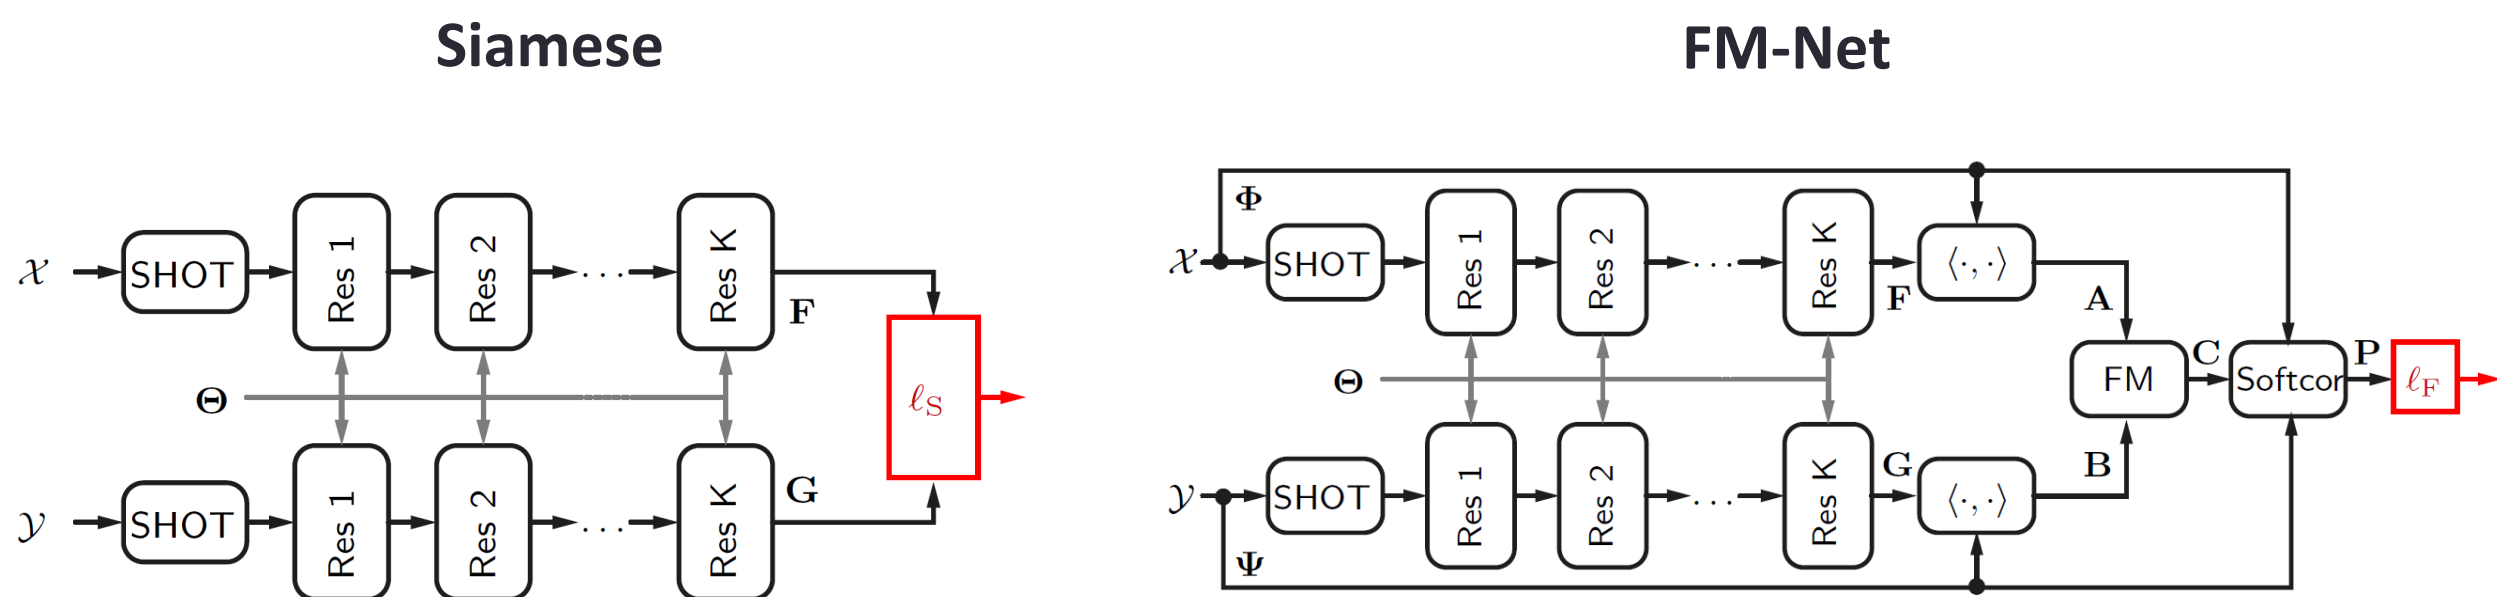 Siamese
𝒳 SHOT Res 1 Res 2 ... Res K F
Θ ℓS
𝒴 SHOT Res 1 Res 2 ... Res K G
FM-Net
Φ
𝒳 SHOT Res 1 Res 2 ... Res K F ⟨·,·⟩ A
Θ FM C Softcor P ℓF
𝒴 SHOT Res 1 Res 2 ... Res K G ⟨·,·⟩ B
Ψ